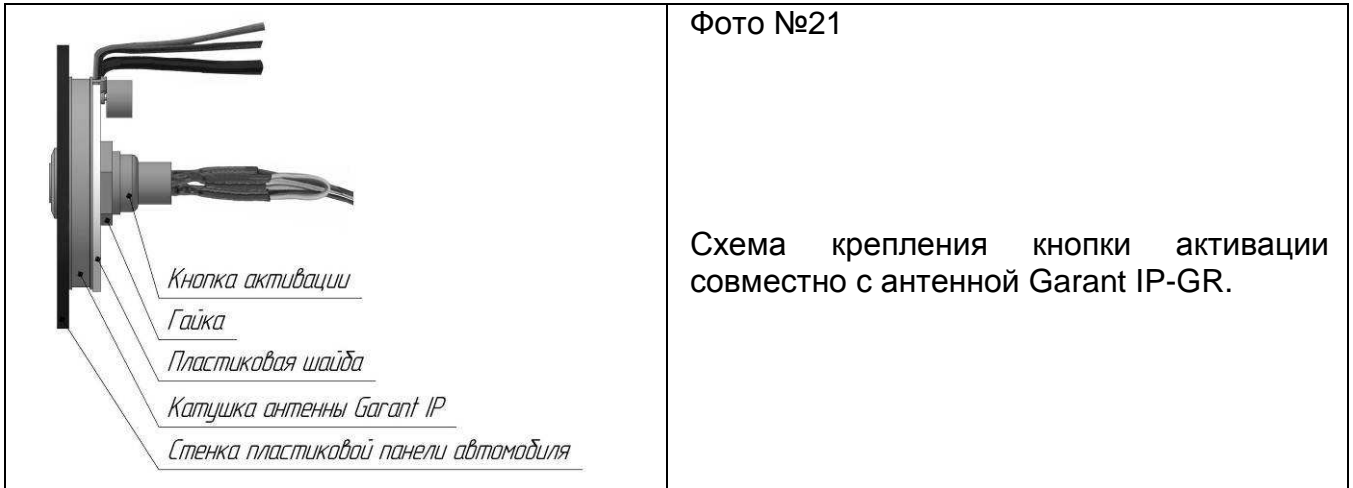 Кнопка активации
Гайка
Пластиковая шайба
Катушка антенны Garant IP
Стенка пластиковой панели автомобиля
Фото №21
Схема крепления кнопки активации
совместно с антенной Garant IP-GR.